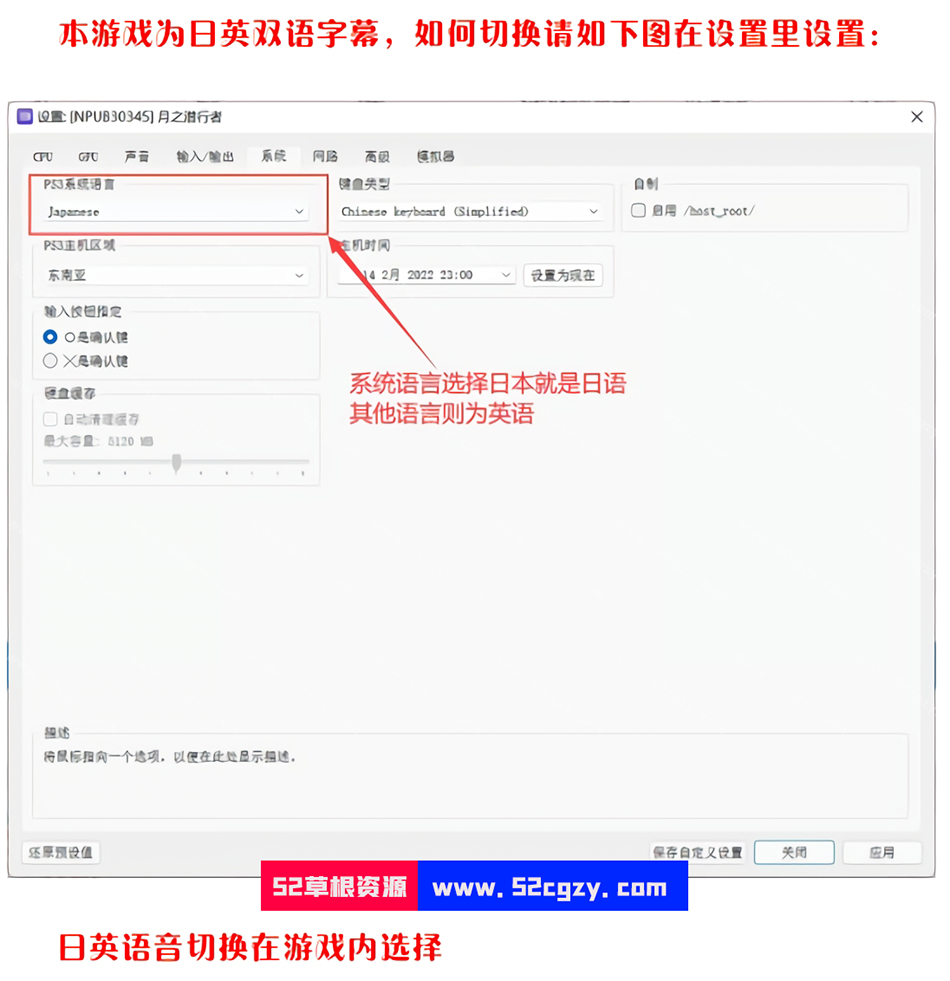 本游戏为日英双语字幕，如何切换请如下图在设置里设置：
设置: [NPUB30345] 月之潜行者
CPU GPU 声音 输入/输出 系统 网路 高级 模拟器
PS3系统语言 键盘类型 自制
Japanese Chinese keyboard (Simplified) 启用 /host_root/
PS3主机区域 主机时间
东南亚 14 2月 2022 23:00 设置为现在
输入按钮指定
○是确认键
╳是确认键
系统语言选择日本就是日语
其他语言则为英语
硬盘缓存
自动清理缓存
最大容量: 5120 MB
描述
将鼠标指向一个选项，以便在此处显示描述。
还原预设值 保存自定义设置 关闭 应用
52草根资源 www.52cgzy.com
日英语音切换在游戏内选择